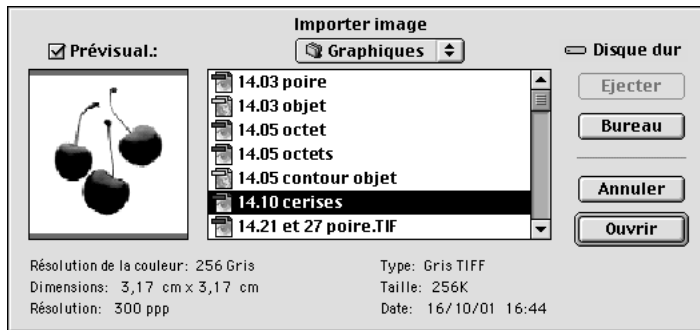 Importer image
Prévisual.:
Graphiques
Disque dur
14.03 poire
14.03 objet
14.05 octet
14.05 octets
14.05 contour objet
14.10 cerises
14.21 et 27 poire.TIF
Ejecter
Bureau
Annuler
Ouvrir
Résolution de la couleur: 256 Gris
Dimensions: 3,17 cm x 3,17 cm
Résolution: 300 ppp
Type: Gris TIFF
Taille: 256K
Date: 16/10/01 16:44